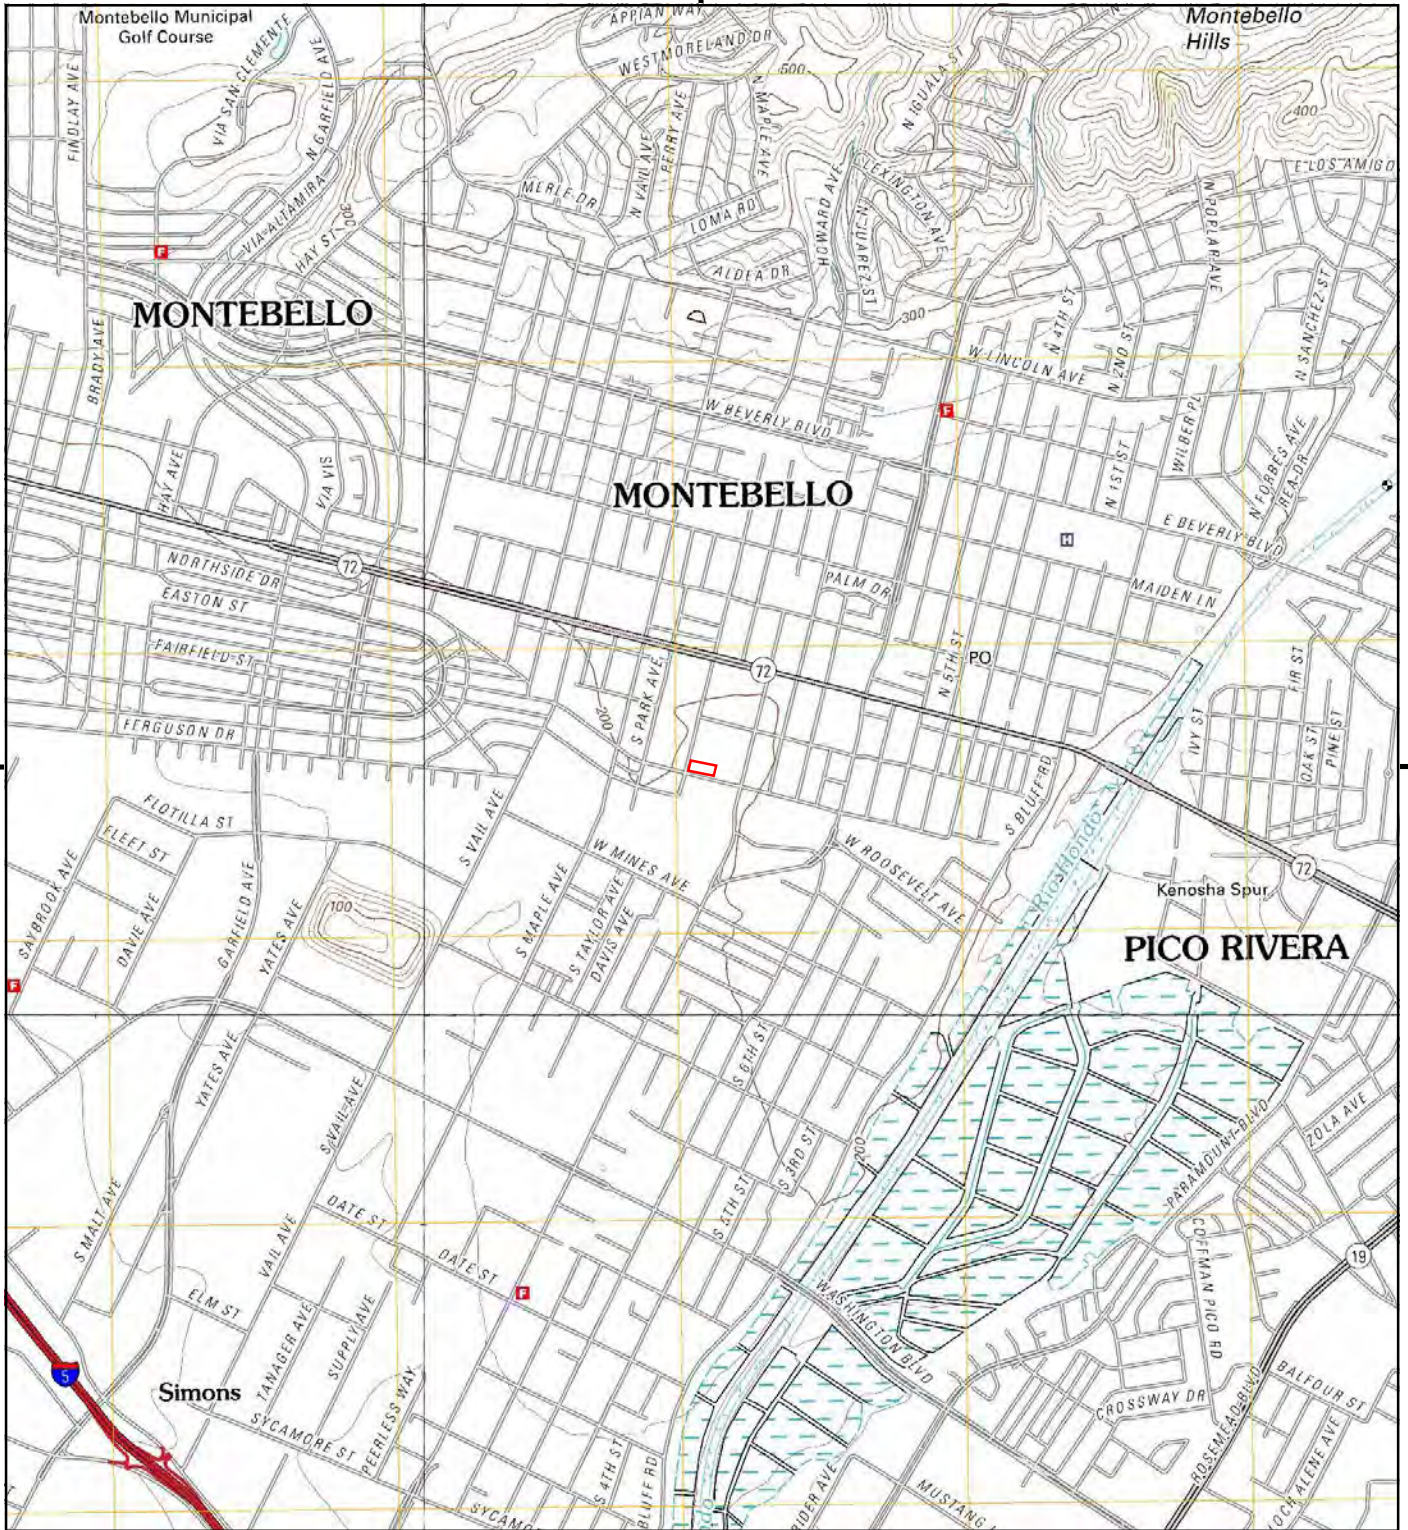 Montebello Municipal
Golf Course
APPIAN WAY
Montebello
Hills
WESTMORELAND DR
500
FINDLAY AVE
VIA SAN CLEMENTE
N GARFIELD AVE
N IGUALA ST
400
N VAIL AVE
PERRY AVE
N MAPLE AVE
E LOS AMIGO
MERLE DR
LOMA RD
HOWARD AVE
LEXINGTON AVE
N JUAREZ ST
N POPLAR AVE
VIA ALTAMIRA
HAY ST
300
F
ALDEA DR
MONTEBELLO
300
N 4TH ST
N 2ND ST
N SANCHEZ ST
BRADY AVE
W LINCOLN AVE
W BEVERLY BLVD
F
WILBER PL
HAY AVE
VIA VIS
MONTEBELLO
N 1ST ST
N FORBES AVE
REA DR
E BEVERLY BLVD
H
72
NORTHSIDE DR
EASTON ST
PALM DR
MAIDEN LN
FAIRFIELD ST
N 5TH ST
PO
FIR ST
72
S PARK AVE
200
FERGUSON DR
IVY ST
OAK ST
PINE ST
S BLUFF RD
FLOTILLA ST
FLEET ST
S VAIL AVE
W MINES AVE
W ROOSEVELT AVE
Rio Hondo
72
Kenosha Spur
SAYBROOK AVE
DAVIE AVE
GARFIELD AVE
YATES AVE
100
S MAPLE AVE
S TAYLOR AVE
DAVIS AVE
PICO RIVERA
F
YATES AVE
S VAIL AVE
S 6TH ST
S 3RD ST
200
PARAMOUNT BLVD
ZOLA AVE
S MALT AVE
DATE ST
S 5TH ST
VAIL AVE
DATE ST
COFFMAN PICO RD
19
ELM ST
F
WASHINGTON BLVD
TANAGER AVE
SUPPLY AVE
5
Simons
PEERLESS WAY
CROSSWAY DR
BALFOUR ST
ROSEMEAD BLVD
SYCAMORE ST
S 4TH ST
BLUFF RD
RIDER AVE
MUSTANG
LOCH ALENE AVE
SYCAMO